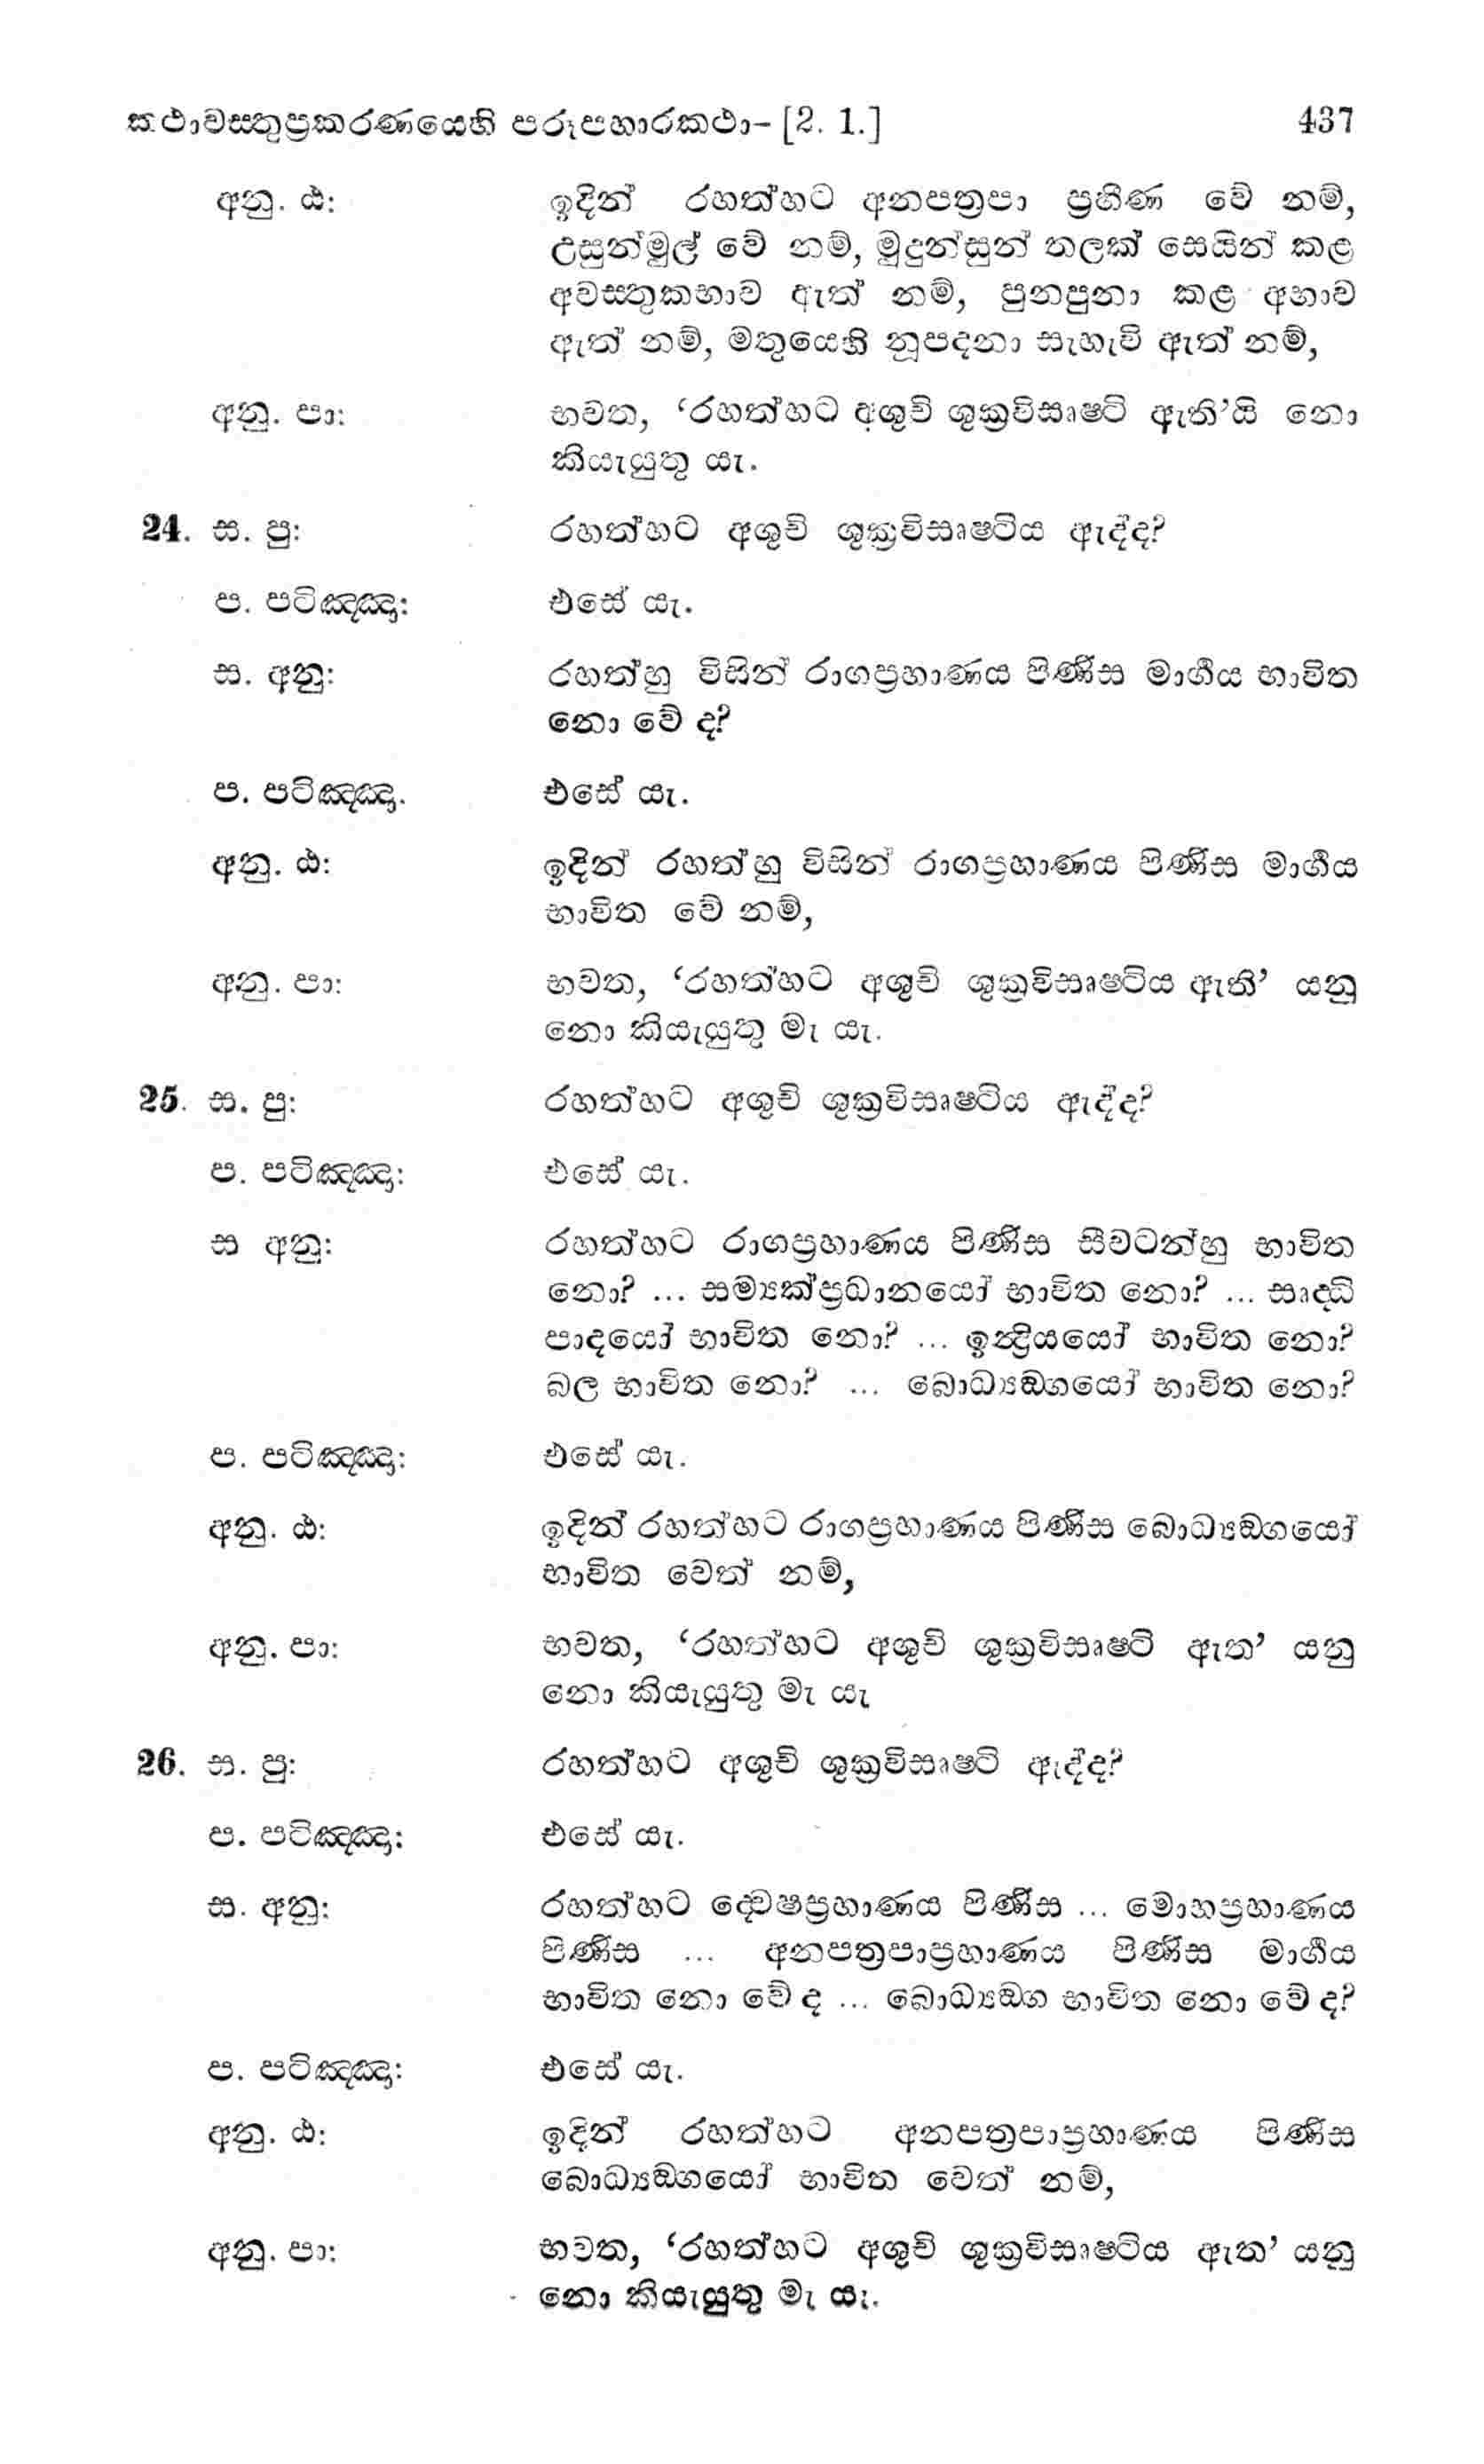 කථාවස්තුප්‍රකරණයෙහි පරූපහාරකථා- [2. 1.] 437
අනු. ඨ: ඉදින් රහත්හට අනපත්‍රපා ප්‍රහීණ වේ නම්,
උසුන්මුල් වේ නම්, මුදුන්සුන් තලක් සෙයින් කළ
අවස්තුකභාව ඇත් නම්, පුනපුනා කළ අභාව
ඇත් නම්, මතුයෙහි නූපදනා සැහැවි ඇත් නම්,
අනු. පා: භවත, ‘රහත්හට අශුචි ශුක්‍රවිසෘෂ්ටි ඇති’යි නො
කියැයුතු යැ.
24. ස. පු: රහත්හට අශුචි ශුක්‍රවිසෘෂ්ටිය ඇද්ද?
ප. පටිඤ්ඤා: එසේ යැ.
ස. අනු: රහත්හු විසින් රාගප්‍රහාණය පිණිස මාර්ගය භාවිත
නො වේ ද?
ප. පටිඤ්ඤා. එසේ යැ.
අනු. ඨ: ඉදින් රහත්හු විසින් රාගප්‍රහාණය පිණිස මාර්ගය
භාවිත වේ නම්,
අනු. පා: භවත, ‘රහත්හට අශුචි ශුක්‍රවිසෘෂ්ටිය ඇති’ යනු
නො කියැයුතු මැ යැ.
25. ස. පු: රහත්හට අශුචි ශුක්‍රවිසෘෂ්ටිය ඇද්ද?
ප. පටිඤ්ඤා: එසේ යැ.
ස අනු: රහත්හට රාගප්‍රහාණය පිණිස සීවටන්හු භාවිත
නො? ... සම්‍යක්ප්‍රධානයෝ භාවිත නො? ... සෘද්ධි
පාදයෝ භාවිත නො? ... ඉන්‍ද්‍රියයෝ භාවිත නො?
බල භාවිත නො? ... බොධ්‍යඞ්ගයෝ භාවිත නො?
ප. පටිඤ්ඤා: එසේ යැ.
අනු. ඨ: ඉදින් රහත්හට රාගප්‍රහාණය පිණිස බොධ්‍යඞ්ගයෝ
භාවිත වෙත් නම්,
අනු. පා: භවත, ‘රහත්හට අශුචි ශුක්‍රවිසෘෂ්ටි ඇත’ යනු
නො කියැයුතු මැ යැ
26. ස. පු: රහත්හට අශුචි ශුක්‍රවිසෘෂ්ටි ඇද්ද?
ප. පටිඤ්ඤා: එසේ යැ.
ස. අනු: රහත්හට ද්වෙෂප්‍රහාණය පිණිස ... මොහප්‍රහාණය
පිණිස ... අනපත්‍රපාප්‍රහාණය පිණිස මාර්ගය
භාවිත නො වේ ද ... බොධ්‍යඞ්ග භාවිත නො වේ ද?
ප. පටිඤ්ඤා: එසේ යැ.
අනු. ඨ: ඉදින් රහත්හට අනපත්‍රපාප්‍රහාණය පිණිස
බොධ්‍යඞ්ගයෝ භාවිත වෙත් නම්,
අනු. පා: භවත, ‘රහත්හට අශුචි ශුක්‍රවිසෘෂ්ටිය ඇත’ යනු
නො කියැයුතු මැ යැ.